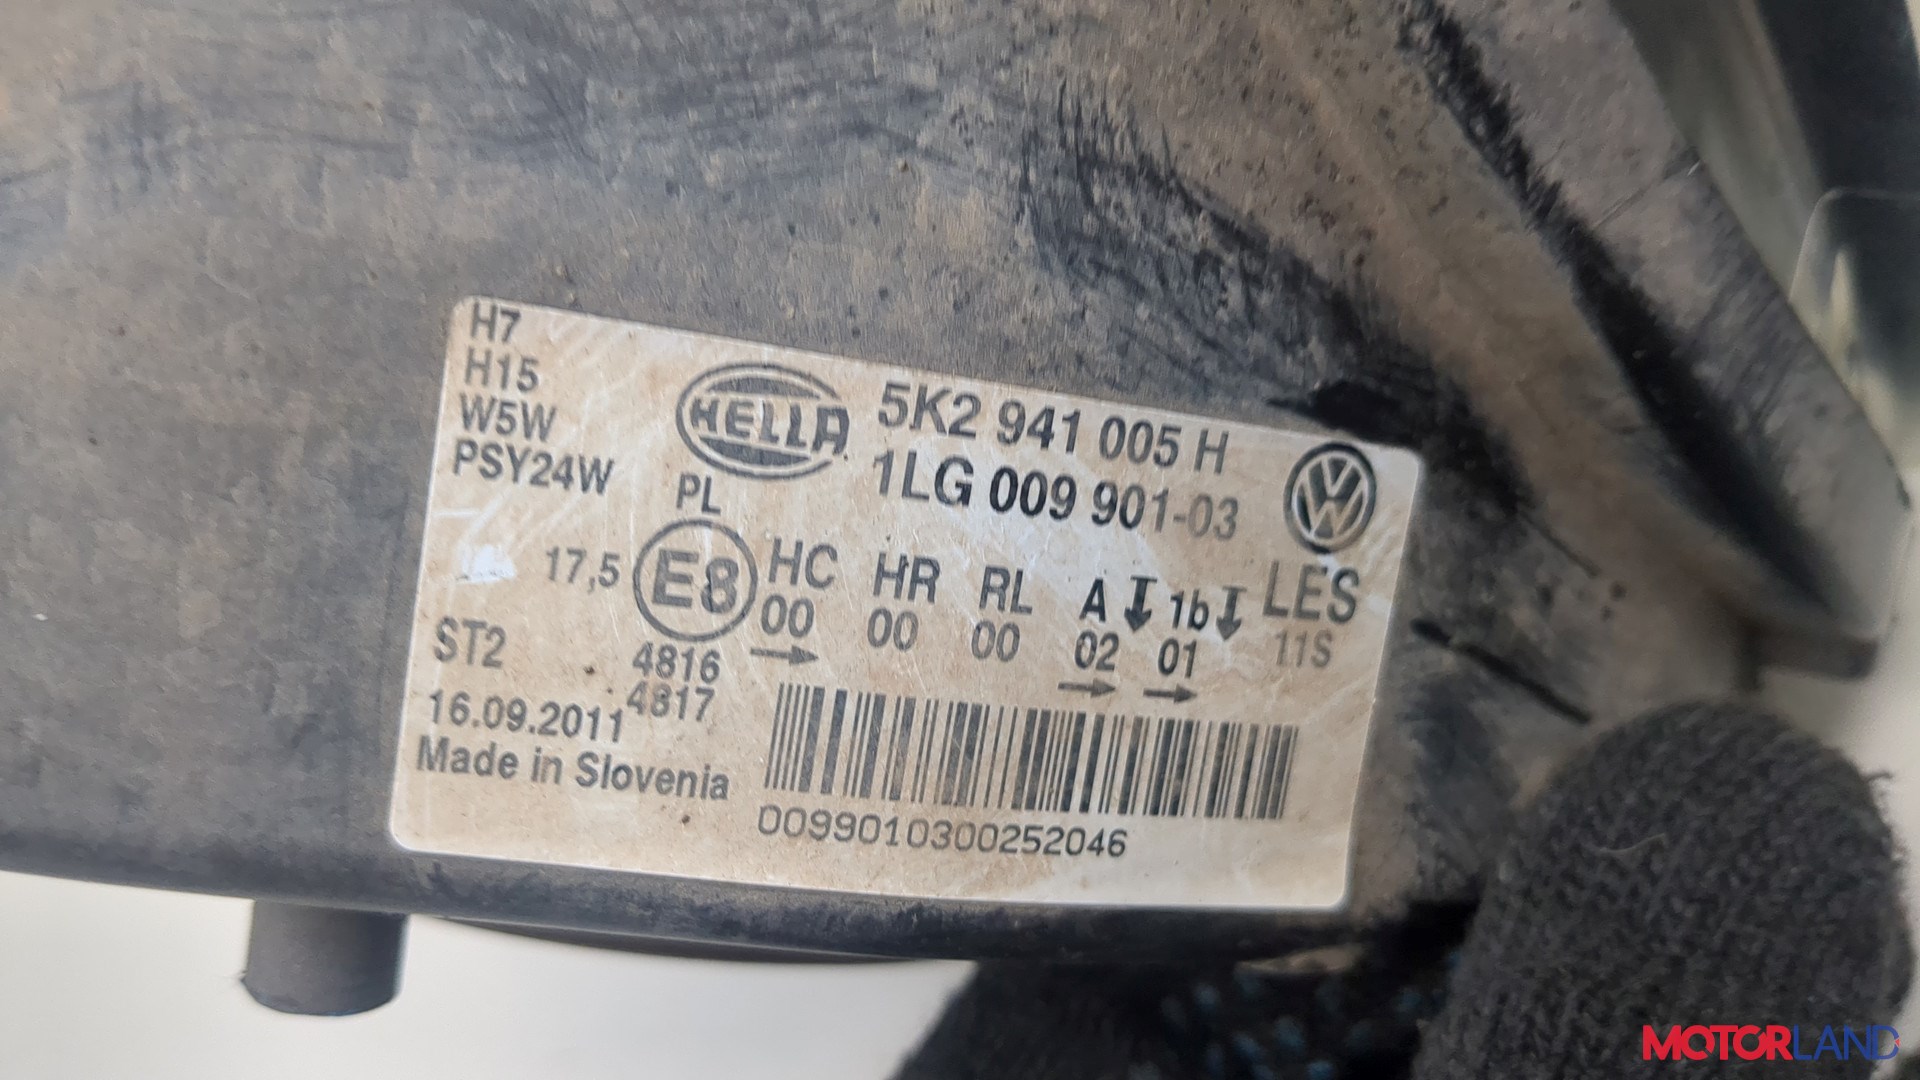 H7
H15
W5W
PSY24W
HELLA
5K2 941 005 H
1LG 009 901-03
PL
17,5 E8 HC HR RL A 1b LES
00 00 00 02 01 11S
ST2
4816
4817
16.09.2011
Made in Slovenia
0099010300252046
MOTORLAND